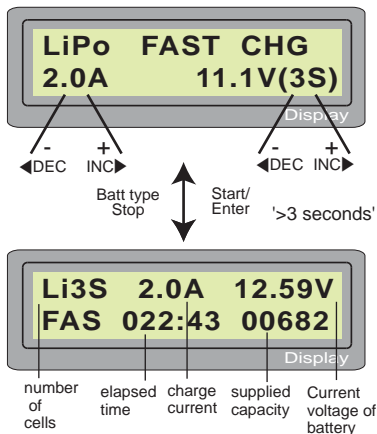 LiPo FAST CHG
2.0A 11.1V(3S)
Display
- + - +
◀DEC INC▶ ◀DEC INC▶
Batt type
Stop
Start/
Enter
'>3 seconds'
Li3S 2.0A 12.59V
FAS 022:43 00682
Display
number
of
cells
elapsed
time
charge
current
supplied
capacity
Current
voltage of
battery